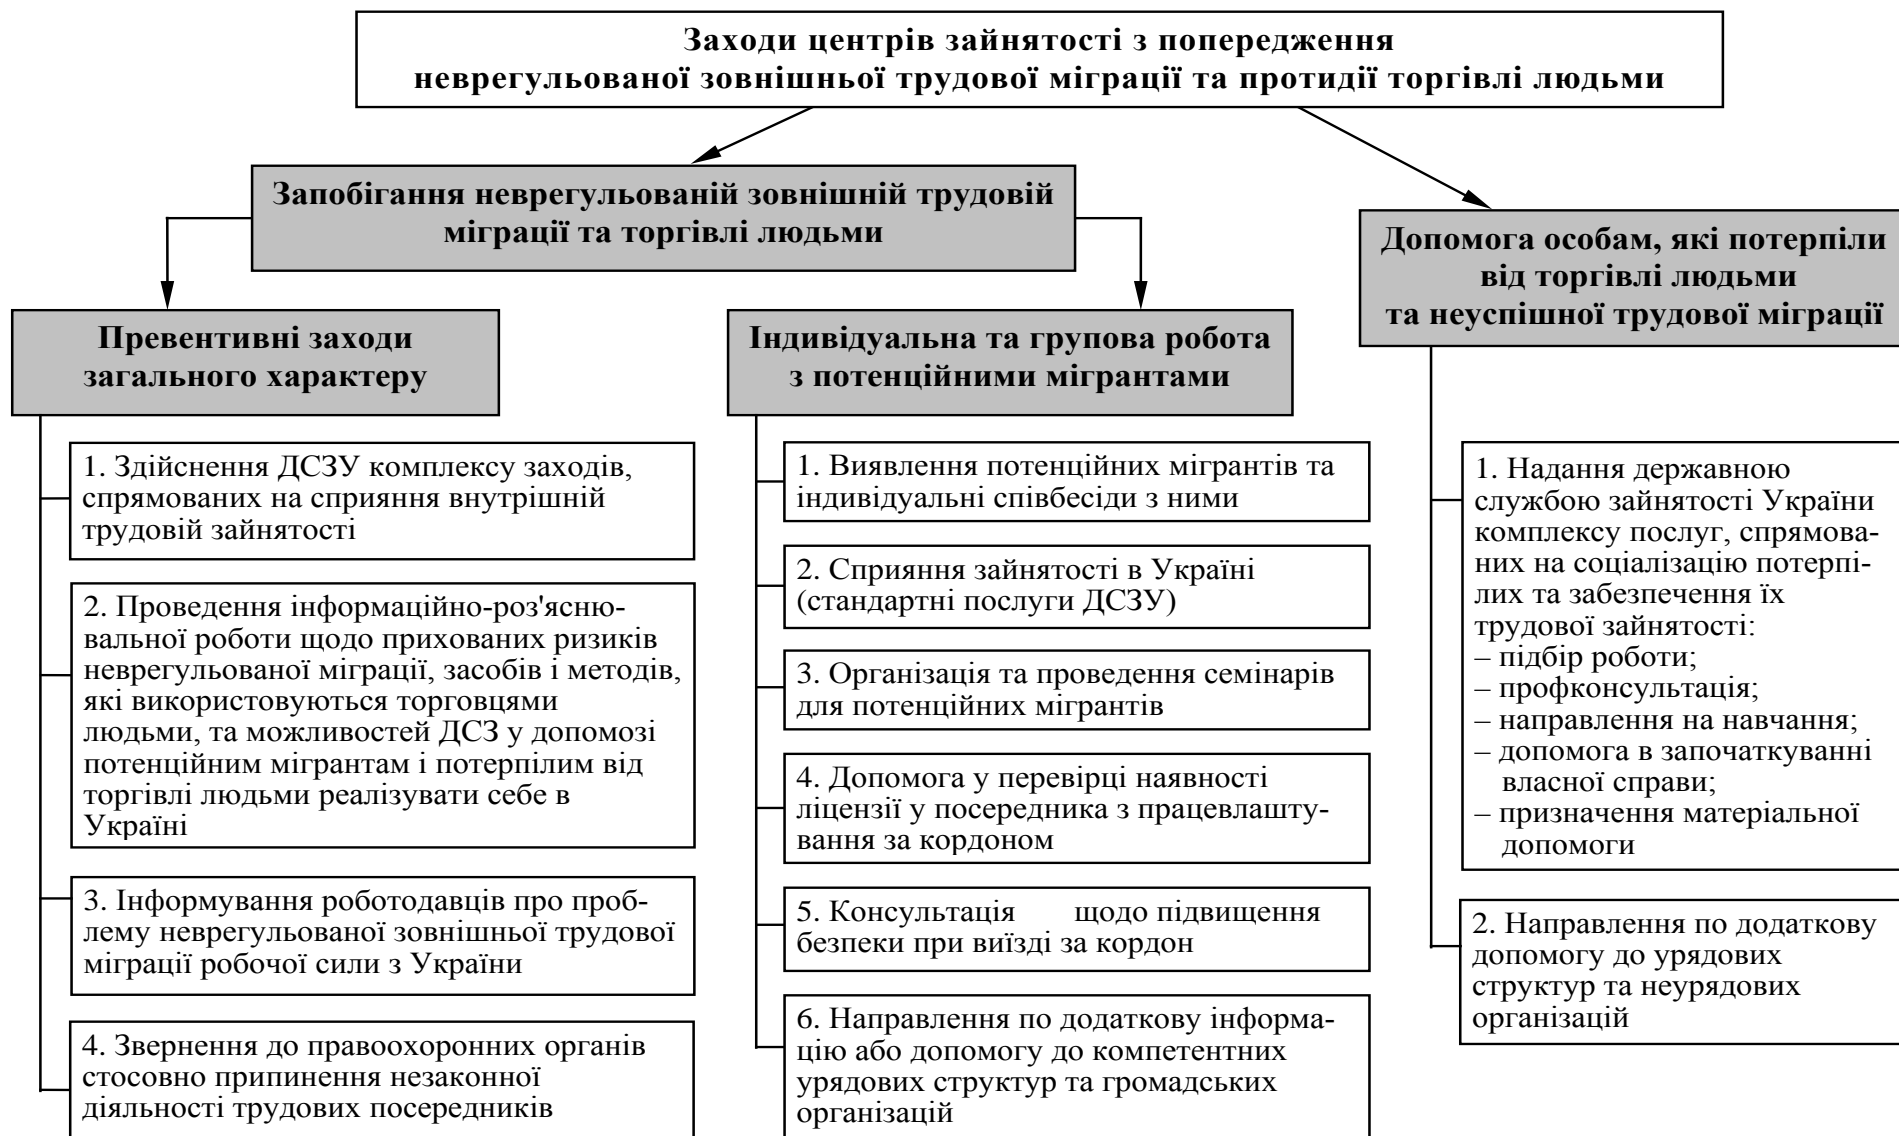 Заходи центрів зайнятості з попередження
неврегульованої зовнішньої трудової міграції та протидії торгівлі людьми
Запобігання неврегульованій зовнішній трудовій
міграції та торгівлі людьми
Допомога особам, які потерпіли
від торгівлі людьми
та неуспішної трудової міграції
Превентивні заходи
загального характеру
Індивідуальна та групова робота
з потенційними мігрантами
1. Здійснення ДСЗУ комплексу заходів,
спрямованих на сприяння внутрішній
трудовій зайнятості
2. Проведення інформаційно-роз'ясню-
вальної роботи щодо прихованих ризиків
неврегульованої міграції, засобів і методів,
які використовуються торговцями
людьми, та можливостей ДСЗ у допомозі
потенційним мігрантам і потерпілим від
торгівлі людьми реалізувати себе в
Україні
3. Інформування роботодавців про проб-
лему неврегульованої зовнішньої трудової
міграції робочої сили з України
4. Звернення до правоохоронних органів
стосовно припинення незаконної
діяльності трудових посередників
1. Виявлення потенційних мігрантів та
індивідуальні співбесіди з ними
2. Сприяння зайнятості в Україні
(стандартні послуги ДСЗУ)
3. Організація та проведення семінарів
для потенційних мігрантів
4. Допомога у перевірці наявності
ліцензії у посередника з працевлашту-
вання за кордоном
5. Консультація щодо підвищення
безпеки при виїзді за кордон
6. Направлення по додаткову інформа-
цію або допомогу до компетентних
урядових структур та громадських
організацій
1. Надання державною
службою зайнятості України
комплексу послуг, спрямова-
них на соціалізацію потерпі-
лих та забезпечення їх
трудової зайнятості:
– підбір роботи;
– профконсультація;
– направлення на навчання;
– допомога в започаткуванні
власної справи;
– призначення матеріальної
допомоги
2. Направлення по додаткову
допомогу до урядових
структур та неурядових
організацій